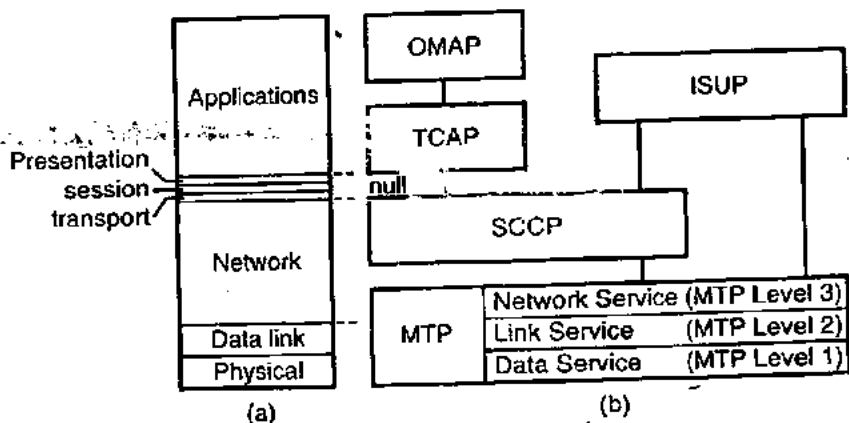 Applications
Presentation
session
transport
Network
Data link
Physical
(a)
OMAP
TCAP
null
SCCP
ISUP
MTP
Network Service (MTP Level 3)
Link Service (MTP Level 2)
Data Service (MTP Level 1)
(b)